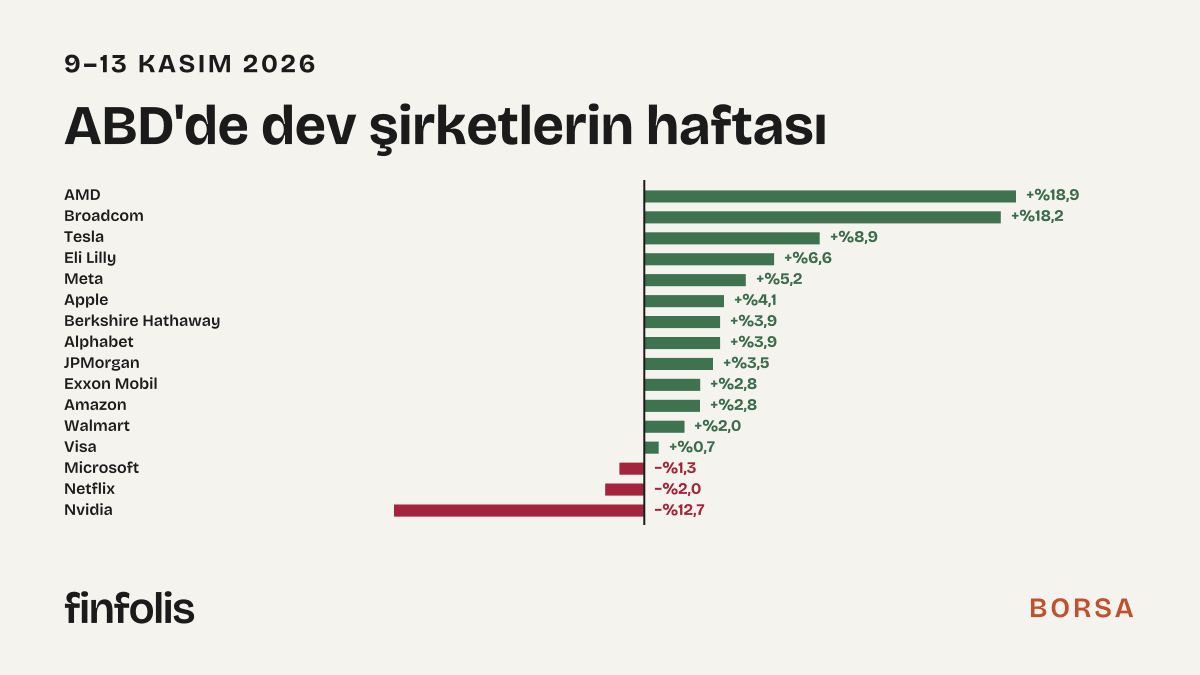 9–13 KASIM 2026
ABD'de dev şirketlerin haftası
AMD +%18,9
Broadcom +%18,2
Tesla +%8,9
Eli Lilly +%6,6
Meta +%5,2
Apple +%4,1
Berkshire Hathaway +%3,9
Alphabet +%3,9
JPMorgan +%3,5
Exxon Mobil +%2,8
Amazon +%2,8
Walmart +%2,0
Visa +%0,7
Microsoft −%1,3
Netflix −%2,0
Nvidia −%12,7
finfolis
BORSA